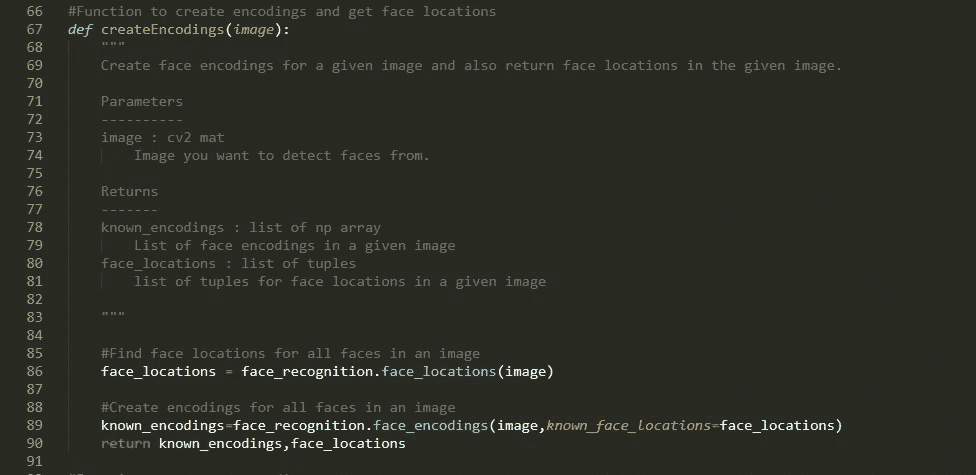 66 #Function to create encodings and get face locations
67 def createEncodings(image):
68 """
69 Create face encodings for a given image and also return face locations in the given image.
70
71 Parameters
72 ----------
73 image : cv2 mat
74 Image you want to detect faces from.
75
76 Returns
77 -------
78 known_encodings : list of np array
79 List of face encodings in a given image
80 face_locations : list of tuples
81 list of tuples for face locations in a given image
82
83 """
84
85 #Find face locations for all faces in an image
86 face_locations = face_recognition.face_locations(image)
87
88 #Create encodings for all faces in an image
89 known_encodings=face_recognition.face_encodings(image,known_face_locations=face_locations)
90 return known_encodings,face_locations
91